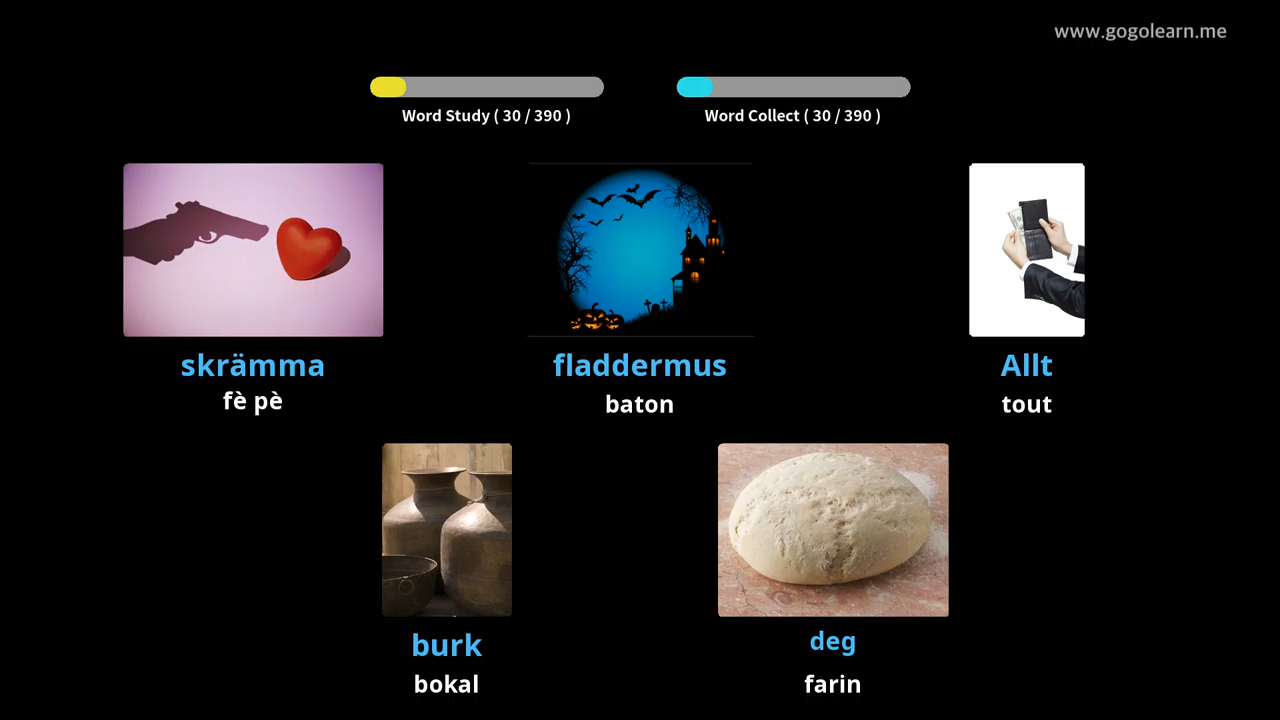 www.gogolearn.me
Word Study ( 30 / 390 )
Word Collect ( 30 / 390 )
skrämma
fè pè
fladdermus
baton
Allt
tout
burk
bokal
deg
farin